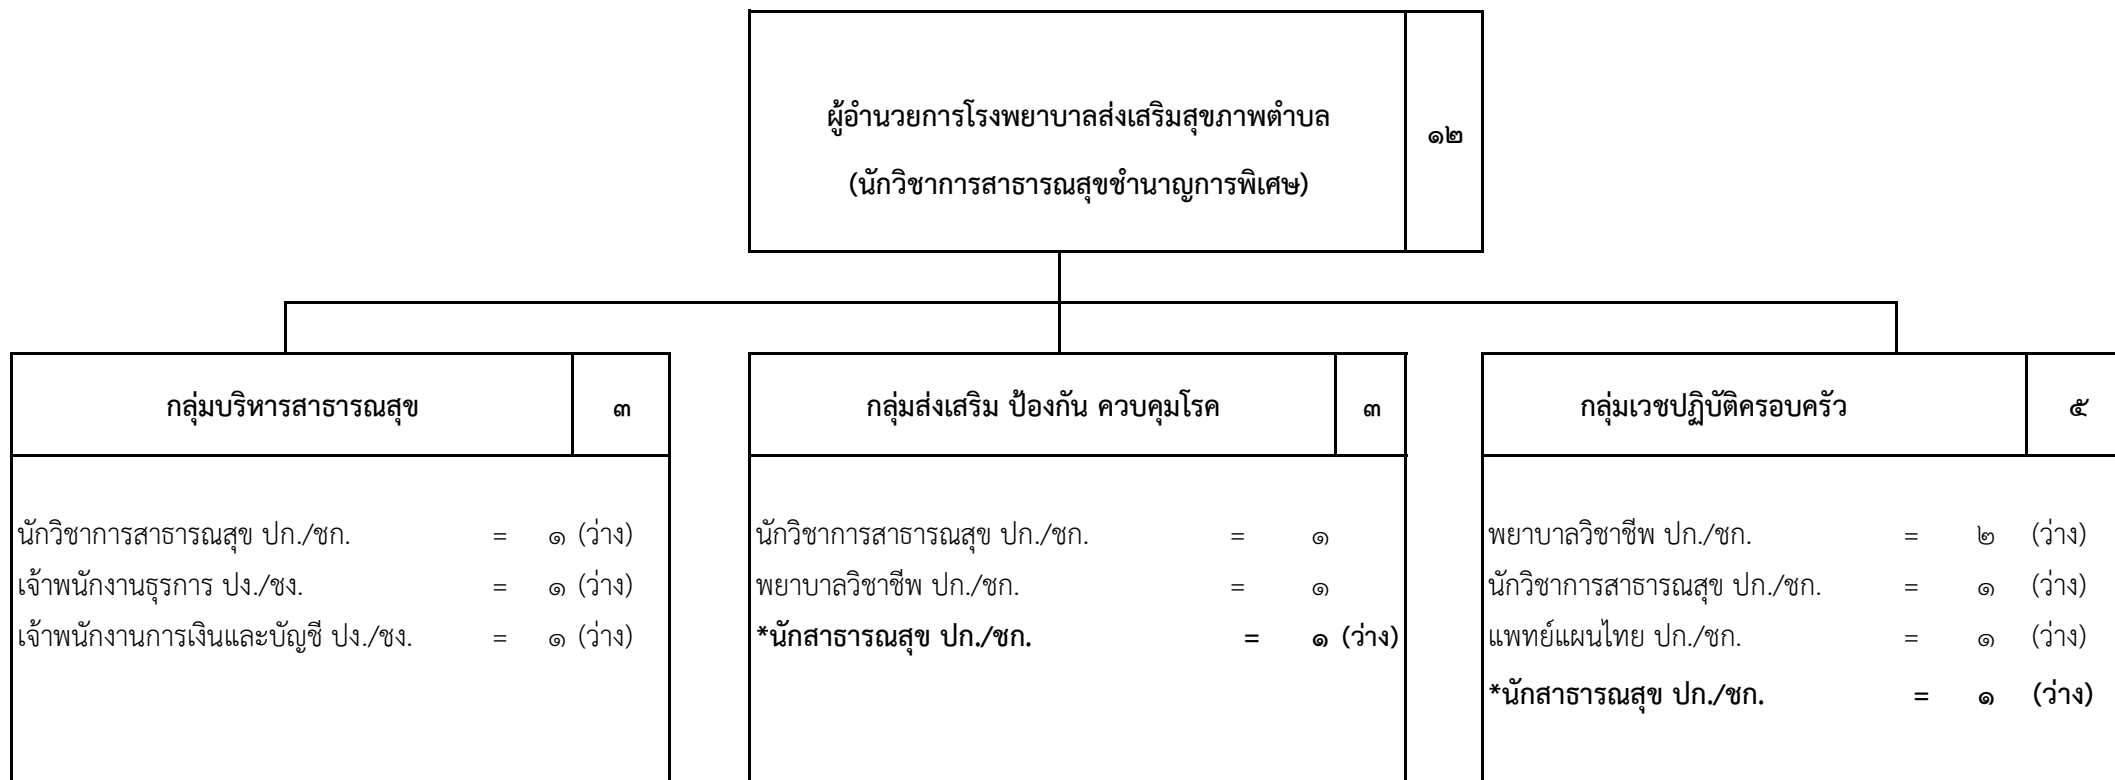 ผู้อำนวยการโรงพยาบาลส่งเสริมสุขภาพตำบล
(นักวิชาการสาธารณสุขชำนาญการพิเศษ)
๑๒
กลุ่มบริหารสาธารณสุข ๓
นักวิชาการสาธารณสุข ปก./ชก. = ๑ (ว่าง)
เจ้าพนักงานธุรการ ปง./ชง. = ๑ (ว่าง)
เจ้าพนักงานการเงินและบัญชี ปง./ชง. = ๑ (ว่าง)
กลุ่มส่งเสริม ป้องกัน ควบคุมโรค ๓
นักวิชาการสาธารณสุข ปก./ชก. = ๑
พยาบาลวิชาชีพ ปก./ชก. = ๑
*นักสาธารณสุข ปก./ชก. = ๑ (ว่าง)
กลุ่มเวชปฏิบัติครอบครัว ๕
พยาบาลวิชาชีพ ปก./ชก. = ๒ (ว่าง)
นักวิชาการสาธารณสุข ปก./ชก. = ๑ (ว่าง)
แพทย์แผนไทย ปก./ชก. = ๑ (ว่าง)
*นักสาธารณสุข ปก./ชก. = ๑ (ว่าง)